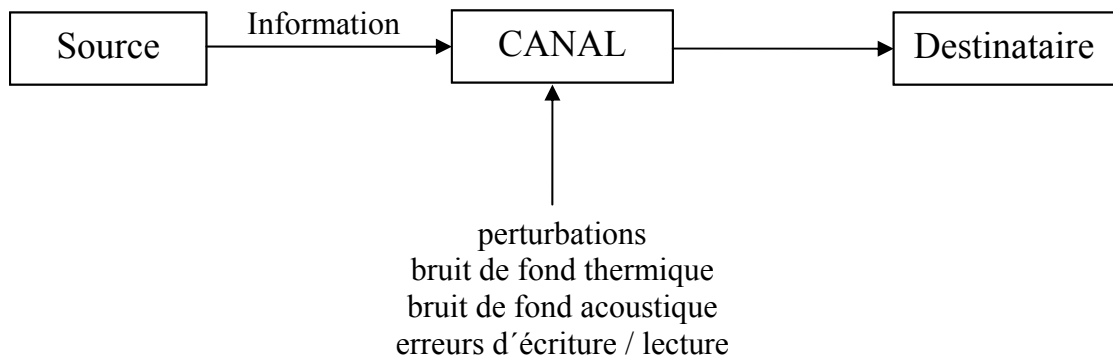 Source
Information
CANAL
Destinataire
perturbations
bruit de fond thermique
bruit de fond acoustique
erreurs d´écriture / lecture